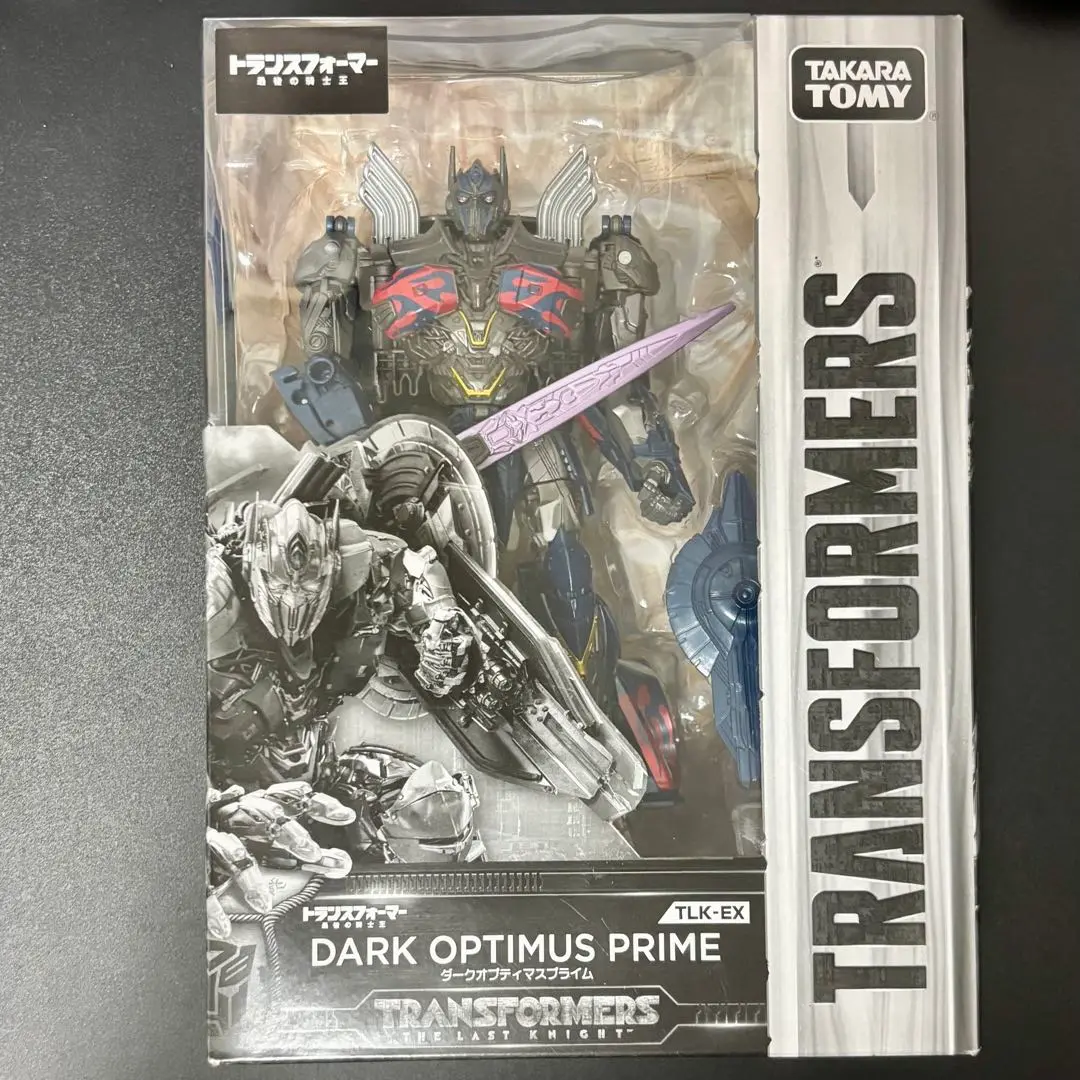 トランスフォーマー
最後の騎士王
TAKARA
TOMY
®
TRANSFORMERS
トランスフォーマー
最後の騎士王
TLK-EX
DARK OPTIMUS PRIME
ダークオプティマスプライム
TRANSFORMERS
THE LAST KNIGHT